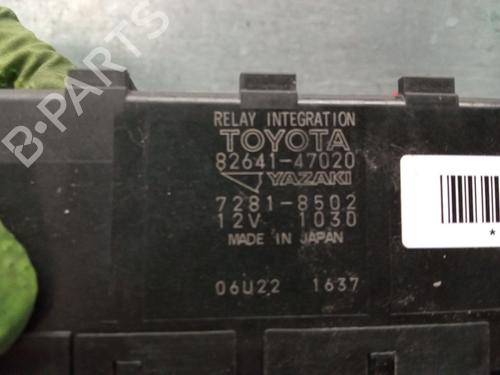 B-PARTS
RELAY INTEGRATION
TOYOTA
82641-47020
YAZAKI
7281-8502
12V 1030
MADE IN JAPAN
06U22 1637
*